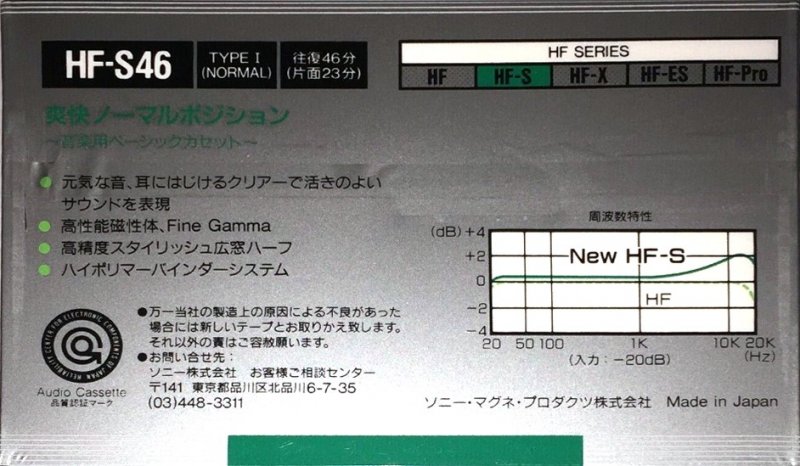 HF-S46
TYPE I
(NORMAL)
往復46分
(片面23分)
HF SERIES
HF HF-S HF-X HF-ES HF-Pro
爽快ノーマルポジション
〜音楽用ベーシックカセット〜
● 元気な音、耳にはじけるクリアーで活きのよい
サウンドを表現
● 高性能磁性体、Fine Gamma
● 高精度スタイリッシュ広窓ハーフ
● ハイポリマーバインダーシステム
周波数特性
(dB) +4
+2
0
−2
−4
New HF-S
HF
20 50 100 1K 10K 20K
(入力:−20dB) (Hz)
RELIABILITY CENTER FOR ELECTRONIC COMPONENTS OF JAPAN
Audio Cassette
品質認証マーク
●万一当社の製造上の原因による不良があった
場合には新しいテープとお取りかえ致します。
それ以外の責はご容赦願います。
●お問い合せ先:
ソニー株式会社 お客様ご相談センター
〒141 東京都品川区北品川6-7-35
(03)448-3311
ソニー・マグネ・プロダクツ株式会社 Made in Japan